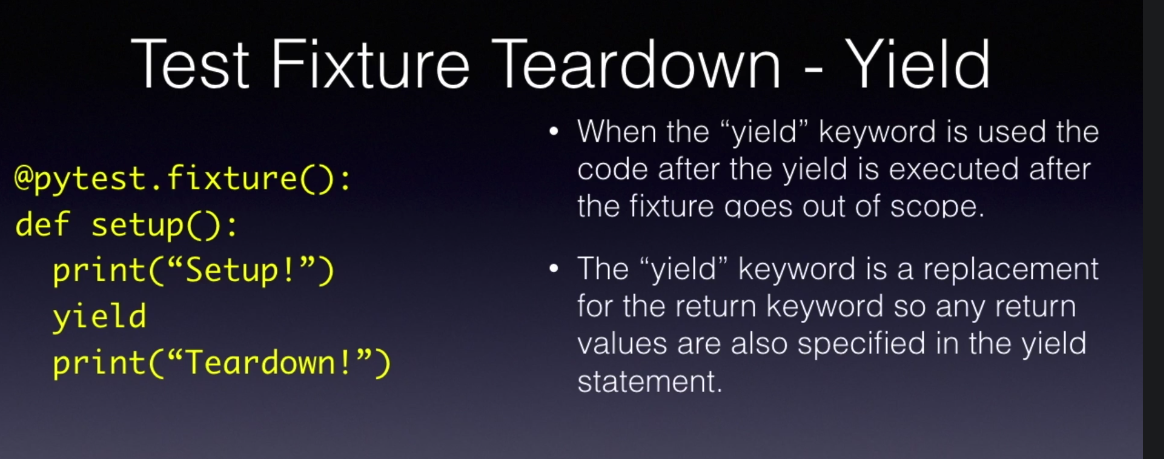 Test Fixture Teardown - Yield
@pytest.fixture():
def setup():
  print(“Setup!”)
  yield
  print(“Teardown!”)
• When the “yield” keyword is used the
code after the yield is executed after
the fixture goes out of scope.
• The “yield” keyword is a replacement
for the return keyword so any return
values are also specified in the yield
statement.